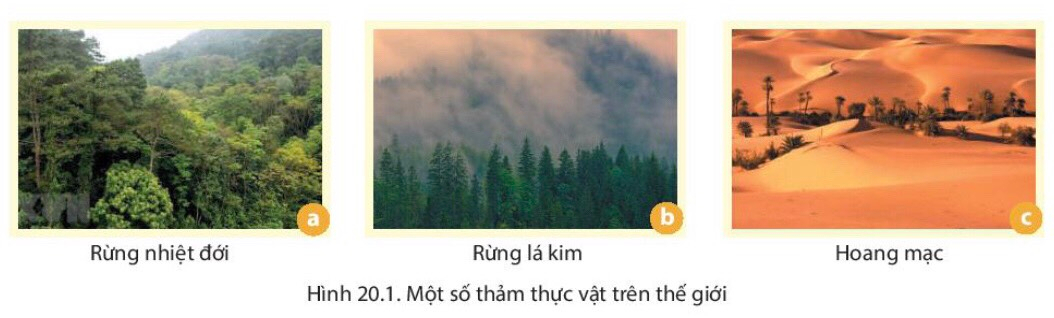 a
b
c
Rừng nhiệt đới
Rừng lá kim
Hoang mạc
Hình 20.1. Một số thảm thực vật trên thế giới